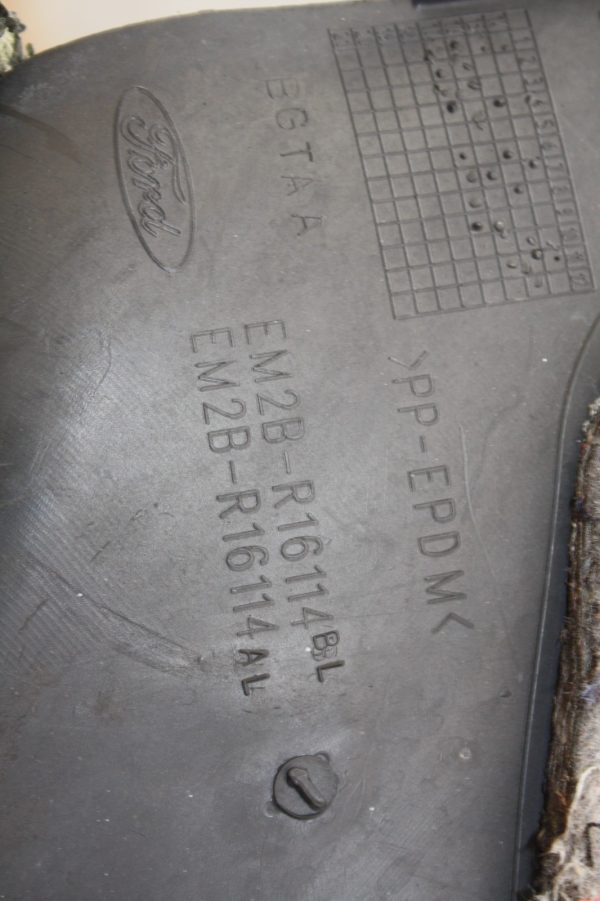 Ford
BGTAA
EM2B-R16114BL
EM2B-R16114AL
>PP-EPDM<